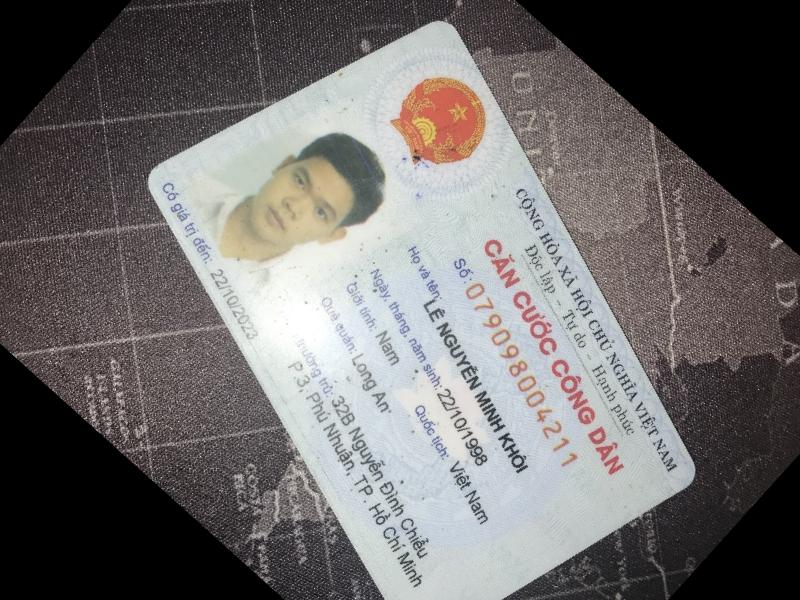 CỘNG HÒA XÃ HỘI CHỦ NGHĨA VIỆT NAM
Độc lập - Tự do - Hạnh phúc
CĂN CƯỚC CÔNG DÂN
Số: 079098004211
Họ và tên: LÊ NGUYỄN MINH KHÔI
Ngày, tháng, năm sinh: 22/10/1998
Giới tính: Nam Quốc tịch: Việt Nam
Quê quán: Long An
thường trú: 32B Nguyễn Đình Chiểu
P.3, Phú Nhuận, TP. Hồ Chí Minh
Có giá trị đến: 22/10/2023